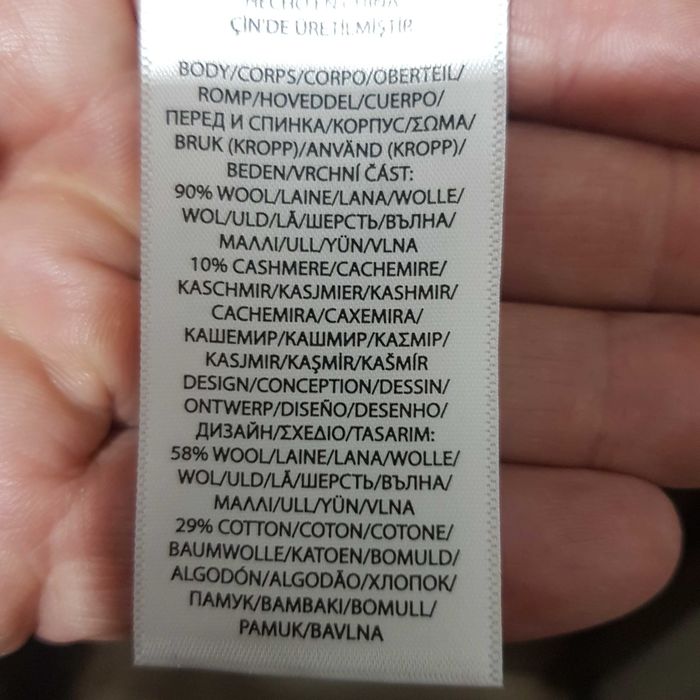 HECHO EN CHINA
ÇİN'DE ÜRETİLMİŞTİR
BODY/CORPS/CORPO/OBERTEIL/
ROMP/HOVEDDEL/CUERPO/
ПЕРЕД И СПИНКА/КОРПУС/ΣΩΜΑ/
BRUK (KROPP)/ANVÄND (KROPP)/
BEDEN/VRCHNÍ ČÁST:
90% WOOL/LAINE/LANA/WOLLE/
WOL/ULD/LÃ/ШЕРСТЬ/ВЪЛНА/
ΜΑΛΛΙ/ULL/YÜN/VLNA
10% CASHMERE/CACHEMIRE/
KASCHMIR/KASJMIER/KASHMIR/
CACHEMIRA/CAXEMIRA/
КАШЕМИР/КАШМИР/ΚΑΣΜΙΡ/
KASJMIR/KAŞMİR/KAŠMÍR
DESIGN/CONCEPTION/DESSIN/
ONTWERP/DISEÑO/DESENHO/
ДИЗАЙН/ΣΧΕΔΙΟ/TASARIM:
58% WOOL/LAINE/LANA/WOLLE/
WOL/ULD/LÃ/ШЕРСТЬ/ВЪЛНА/
ΜΑΛΛΙ/ULL/YÜN/VLNA
29% COTTON/COTON/COTONE/
BAUMWOLLE/KATOEN/BOMULD/
ALGODÓN/ALGODÃO/ХЛОПОК/
ПАМУК/ΒΑΜΒΑΚΙ/BOMULL/
PAMUK/BAVLNA